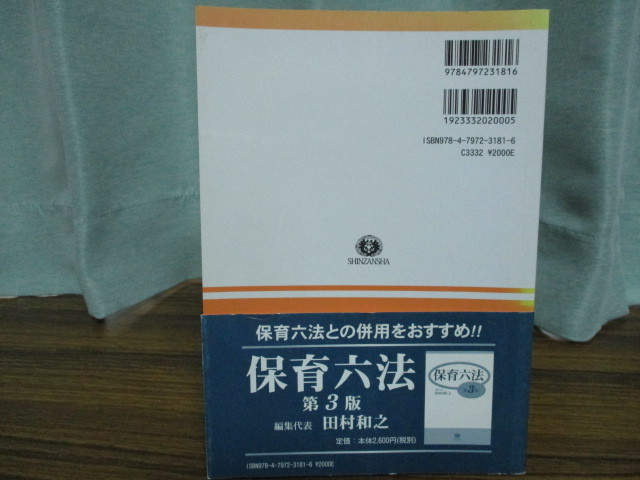 9784797231816
1923332020005
ISBN978-4-7972-3181-6
C3332 ¥2000E
SHINZANSHA
保育六法との併用をおすすめ!!
保育六法
第3版
編集代表 田村和之
定価：本体2,600円(税別)
保育六法
第3版
ISBN978-4-7972-3181-6 ¥2000E